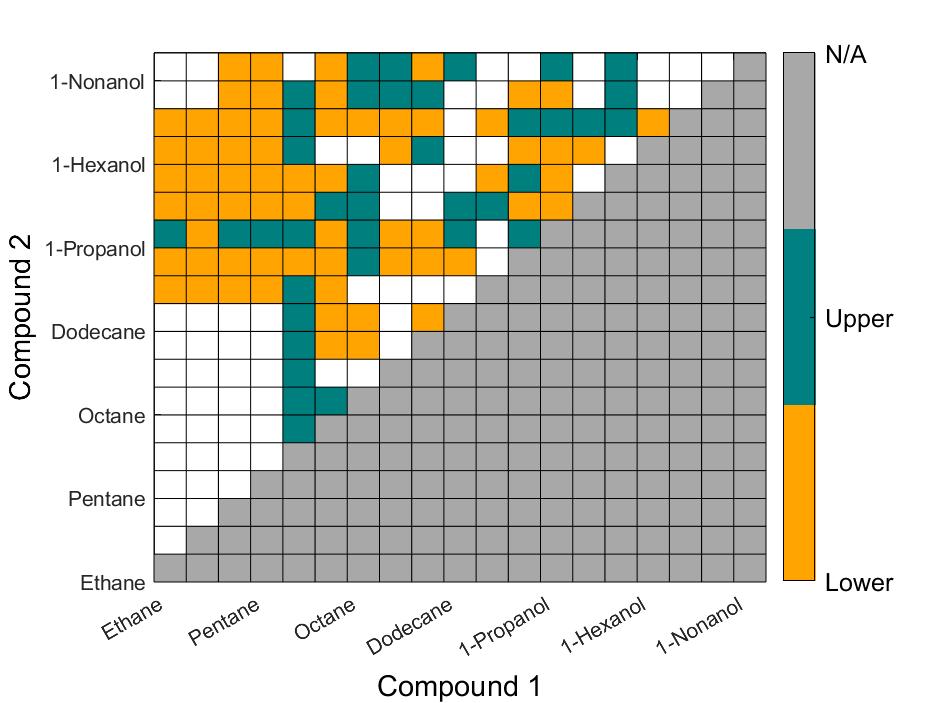 N/A
1-Nonanol
1-Hexanol
1-Propanol
Upper
Dodecane
Octane
Pentane
Ethane
Lower
Compound 2
Ethane
Pentane
Octane
Dodecane
1-Propanol
1-Hexanol
1-Nonanol
Compound 1